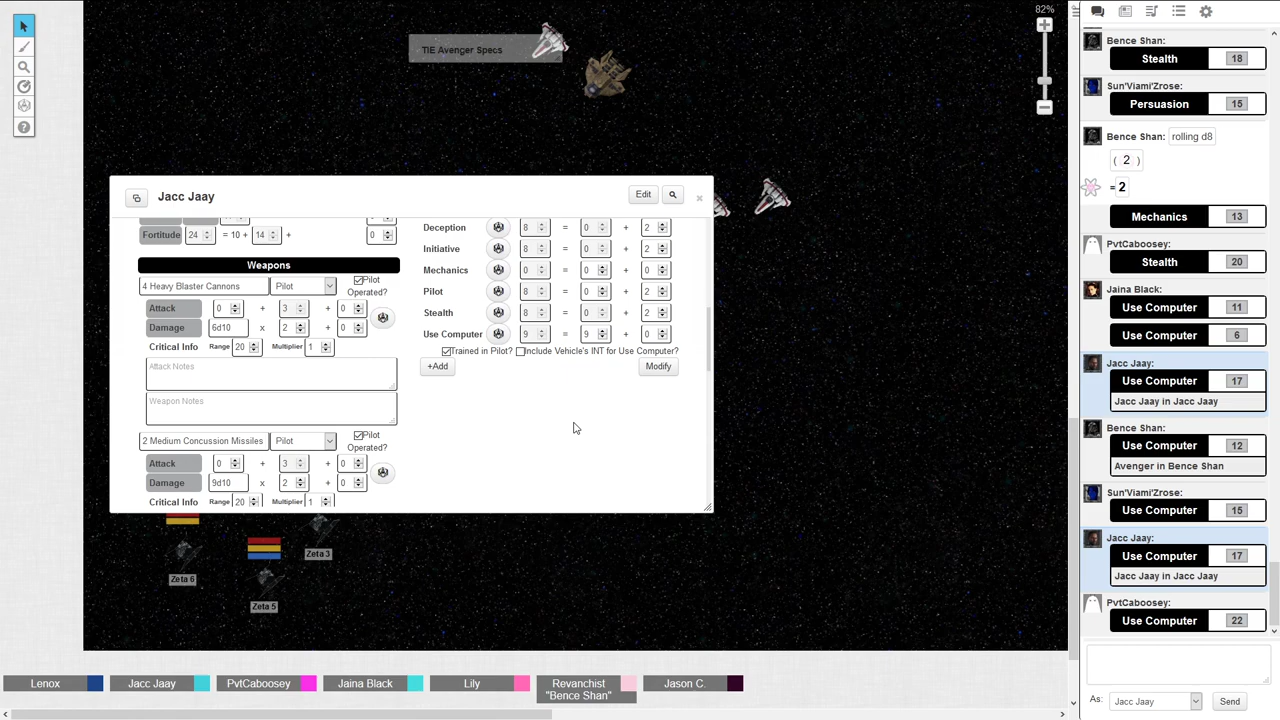 82%
TIE Avenger Specs
Jacc Jaay
Edit
Fortitude 24 = 10 + 14 + 0
Weapons
4 Heavy Blaster Cannons Pilot Pilot Operated?
Attack 0 + 3 + 0
Damage 6d10 x 2 + 0
Critical Info Range 20 Multiplier 1
Attack Notes
Weapon Notes
2 Medium Concussion Missiles Pilot Pilot Operated?
Attack 0 + 3 + 0
Damage 9d10 x 2 + 0
Critical Info Range 20 Multiplier 1
Deception 8 = 0 + 2
Initiative 8 = 0 + 2
Mechanics 0 = 0 + 0
Pilot 8 = 0 + 2
Stealth 8 = 0 + 2
Use Computer 9 = 9 + 0
Trained in Pilot? Include Vehicle's INT for Use Computer?
+Add Modify
Zeta 3
Zeta 6
Zeta 5
Lenox
Jacc Jaay
PvtCaboosey
Jaina Black
Lily
Revanchist
"Bence Shan"
Jason C.
Bence Shan:
Stealth 18
Sun'Viami'Zrose:
Persuasion 15
Bence Shan: rolling d8
( 2 )
= 2
Mechanics 13
PvtCaboosey:
Stealth 20
Jaina Black:
Use Computer 11
Use Computer 6
Jacc Jaay:
Use Computer 17
Jacc Jaay in Jacc Jaay
Bence Shan:
Use Computer 12
Avenger in Bence Shan
Sun'Viami'Zrose:
Use Computer 15
Jacc Jaay:
Use Computer 17
Jacc Jaay in Jacc Jaay
PvtCaboosey:
Use Computer 22
As: Jacc Jaay Send